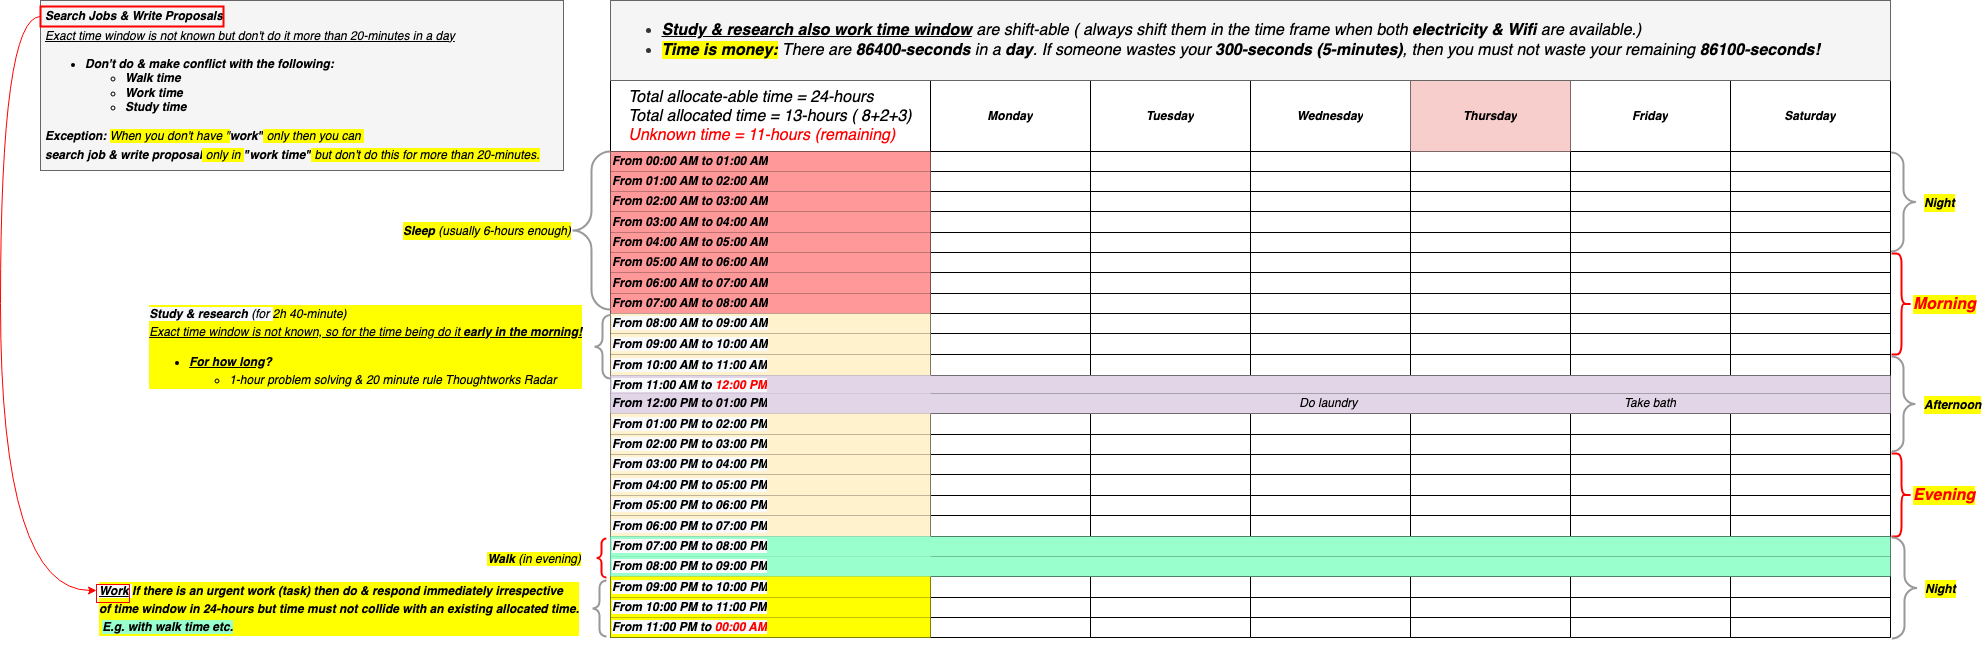 Search Jobs & Write Proposals
Exact time window is not known but don't do it more than 20-minutes in a day
Don't do & make conflict with the following:
Walk time
Work time
Study time
Exception: When you don't have "work" only then you can
search job & write proposal only in "work time" but don't do this for more than 20-minutes.
Study & research also work time window are shift-able ( always shift them in the time frame when both electricity & Wifi are available.)
Time is money: There are 86400-seconds in a day. If someone wastes your 300-seconds (5-minutes), then you must not waste your remaining 86100-seconds!
Total allocate-able time = 24-hours
Total allocated time = 13-hours ( 8+2+3)
Unknown time = 11-hours (remaining)
Monday
Tuesday
Wednesday
Thursday
Friday
Saturday
From 00:00 AM to 01:00 AM
From 01:00 AM to 02:00 AM
From 02:00 AM to 03:00 AM
From 03:00 AM to 04:00 AM
From 04:00 AM to 05:00 AM
From 05:00 AM to 06:00 AM
From 06:00 AM to 07:00 AM
From 07:00 AM to 08:00 AM
From 08:00 AM to 09:00 AM
From 09:00 AM to 10:00 AM
From 10:00 AM to 11:00 AM
From 11:00 AM to 12:00 PM
From 12:00 PM to 01:00 PM
Do laundry
Take bath
From 01:00 PM to 02:00 PM
From 02:00 PM to 03:00 PM
From 03:00 PM to 04:00 PM
From 04:00 PM to 05:00 PM
From 05:00 PM to 06:00 PM
From 06:00 PM to 07:00 PM
From 07:00 PM to 08:00 PM
From 08:00 PM to 09:00 PM
From 09:00 PM to 10:00 PM
From 10:00 PM to 11:00 PM
From 11:00 PM to 00:00 AM
Sleep (usually 6-hours enough)
Study & research (for 2h 40-minute)
Exact time window is not known, so for the time being do it early in the morning!
For how long?
1-hour problem solving & 20 minute rule Thoughtworks Radar
Walk (in evening)
Work If there is an urgent work (task) then do & respond immediately irrespective
of time window in 24-hours but time must not collide with an existing allocated time.
E.g. with walk time etc.
Night
Morning
Afternoon
Evening
Night